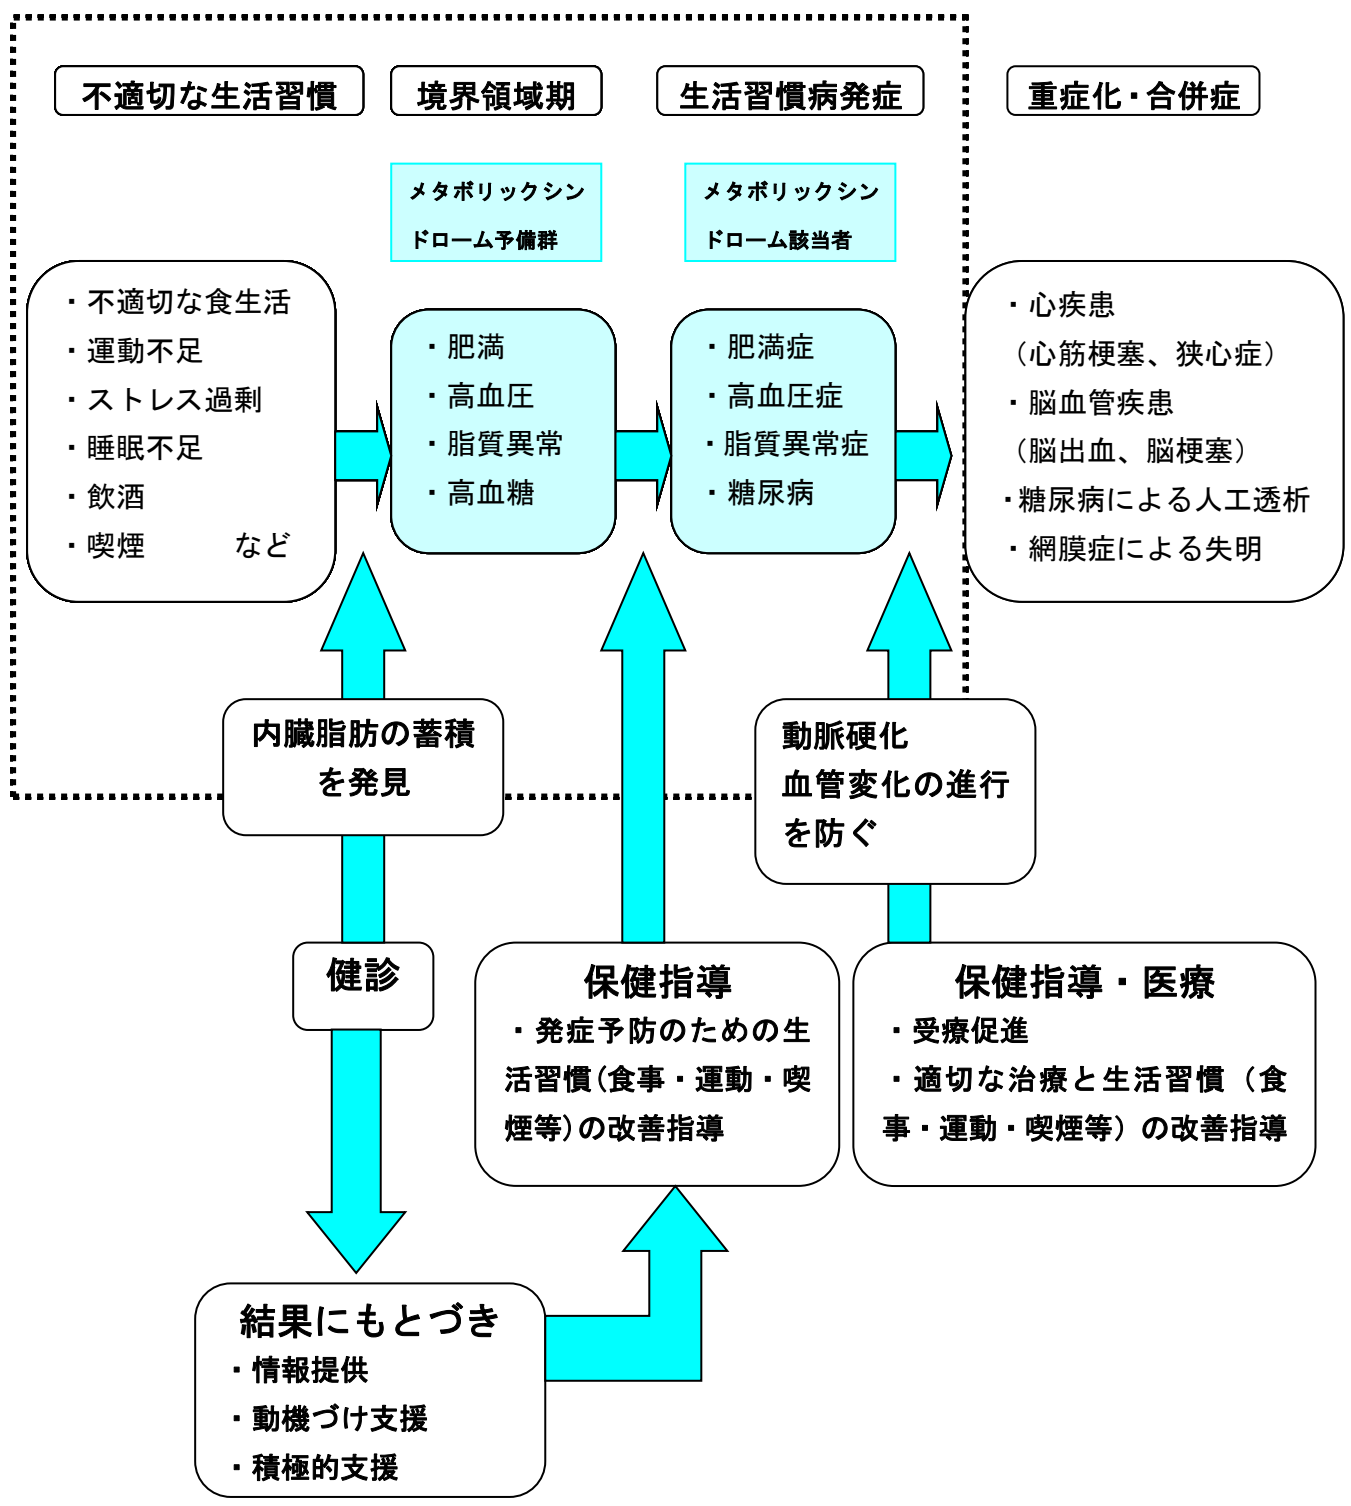 不適切な生活習慣
境界領域期
生活習慣病発症
重症化・合併症
メタボリックシン
ドローム予備群
メタボリックシン
ドローム該当者
・不適切な食生活
・運動不足
・ストレス過剰
・睡眠不足
・飲酒
・喫煙　　　など
・肥満
・高血圧
・脂質異常
・高血糖
・肥満症
・高血圧症
・脂質異常症
・糖尿病
・心疾患
（心筋梗塞、狭心症）
・脳血管疾患
（脳出血、脳梗塞）
・糖尿病による人工透析
・網膜症による失明
内臓脂肪の蓄積
を発見
動脈硬化
血管変化の進行
を防ぐ
健診
保健指導
・発症予防のための生
活習慣(食事・運動・喫
煙等)の改善指導
保健指導・医療
・受療促進
・適切な治療と生活習慣（食
事・運動・喫煙等）の改善指導
結果にもとづき
・情報提供
・動機づけ支援
・積極的支援